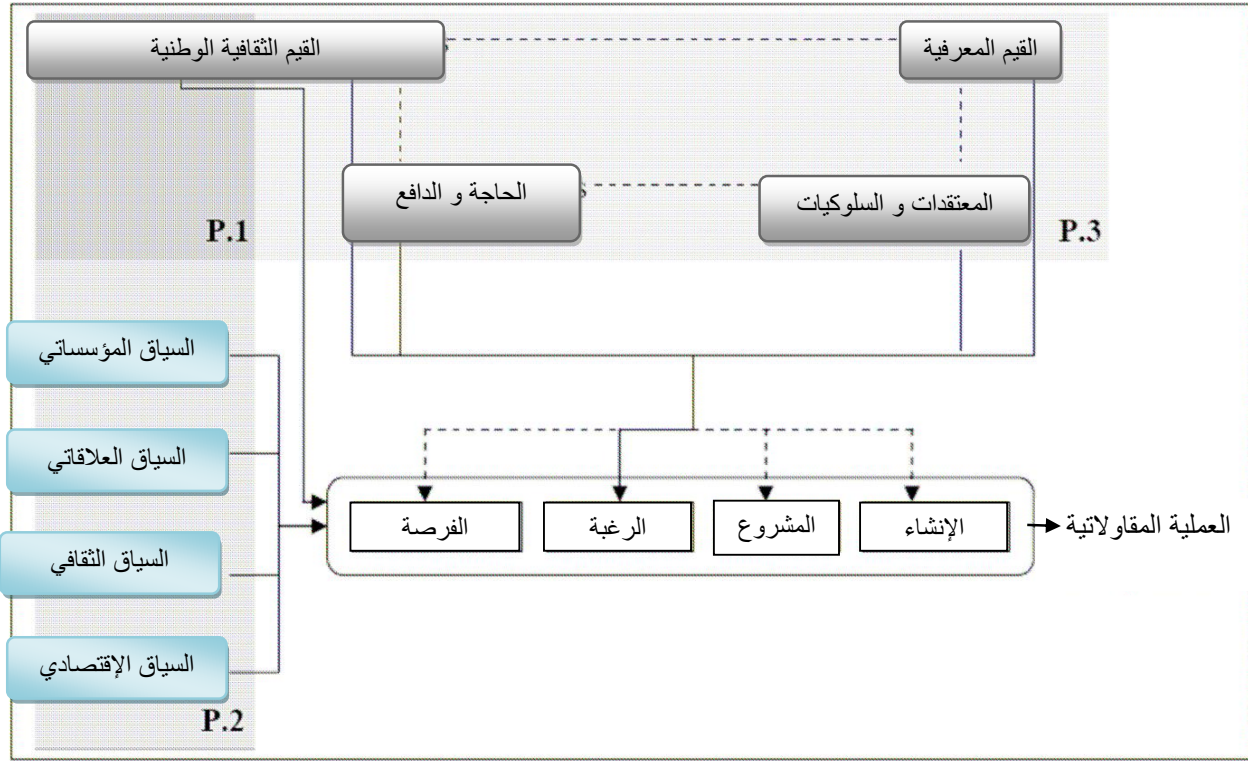 القيم المعرفية
القيم الثقافية الوطنية
الحاجة و الدافع
المعتقدات و السلوكيات
P.1
P.3
السياق المؤسساتي
السياق العلاقاتي
السياق الثقافي
السياق الإقتصادي
P.2
العملية المقاولاتية
الإنشاء
المشروع
الرغبة
الفرصة